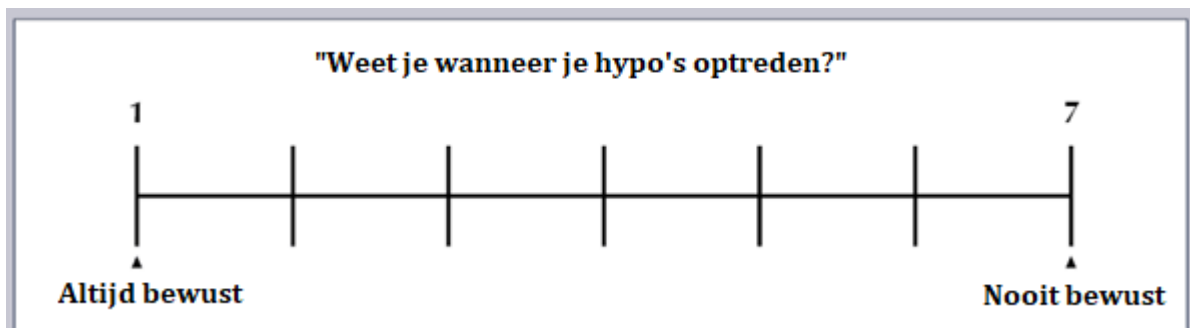 "Weet je wanneer je hypo's optreden?"
1 7
Altijd bewust Nooit bewust